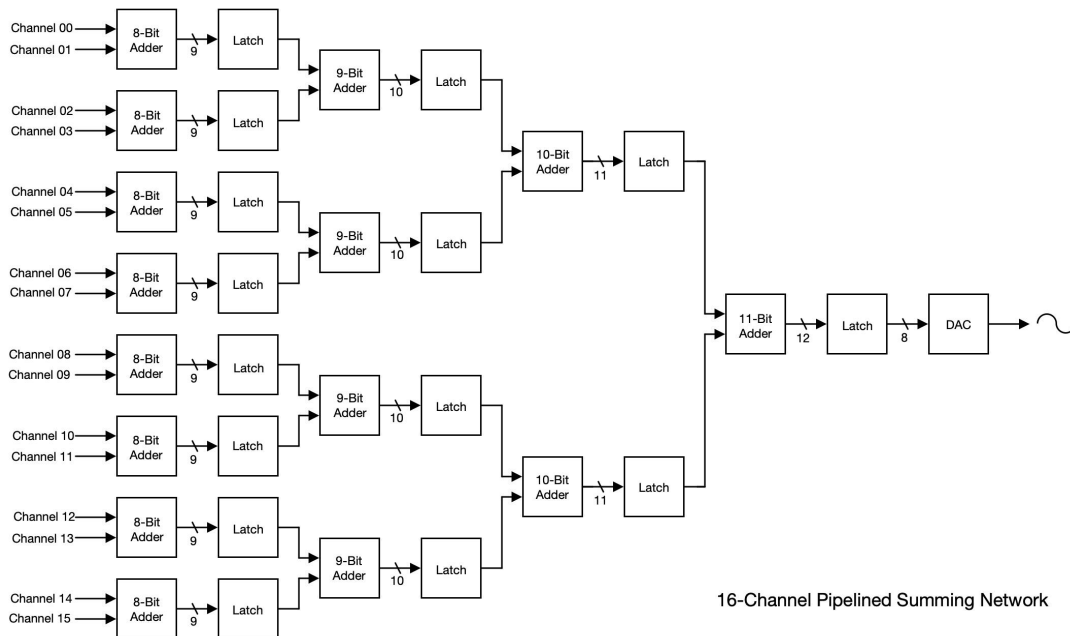 Channel 00
Channel 01
8-Bit
Adder
9
Latch
Channel 02
Channel 03
8-Bit
Adder
9
Latch
9-Bit
Adder
10
Latch
Channel 04
Channel 05
8-Bit
Adder
9
Latch
Channel 06
Channel 07
8-Bit
Adder
9
Latch
9-Bit
Adder
10
Latch
10-Bit
Adder
11
Latch
Channel 08
Channel 09
8-Bit
Adder
9
Latch
Channel 10
Channel 11
8-Bit
Adder
9
Latch
9-Bit
Adder
10
Latch
Channel 12
Channel 13
8-Bit
Adder
9
Latch
Channel 14
Channel 15
8-Bit
Adder
9
Latch
9-Bit
Adder
10
Latch
10-Bit
Adder
11
Latch
11-Bit
Adder
12
Latch
8
DAC
16-Channel Pipelined Summing Network